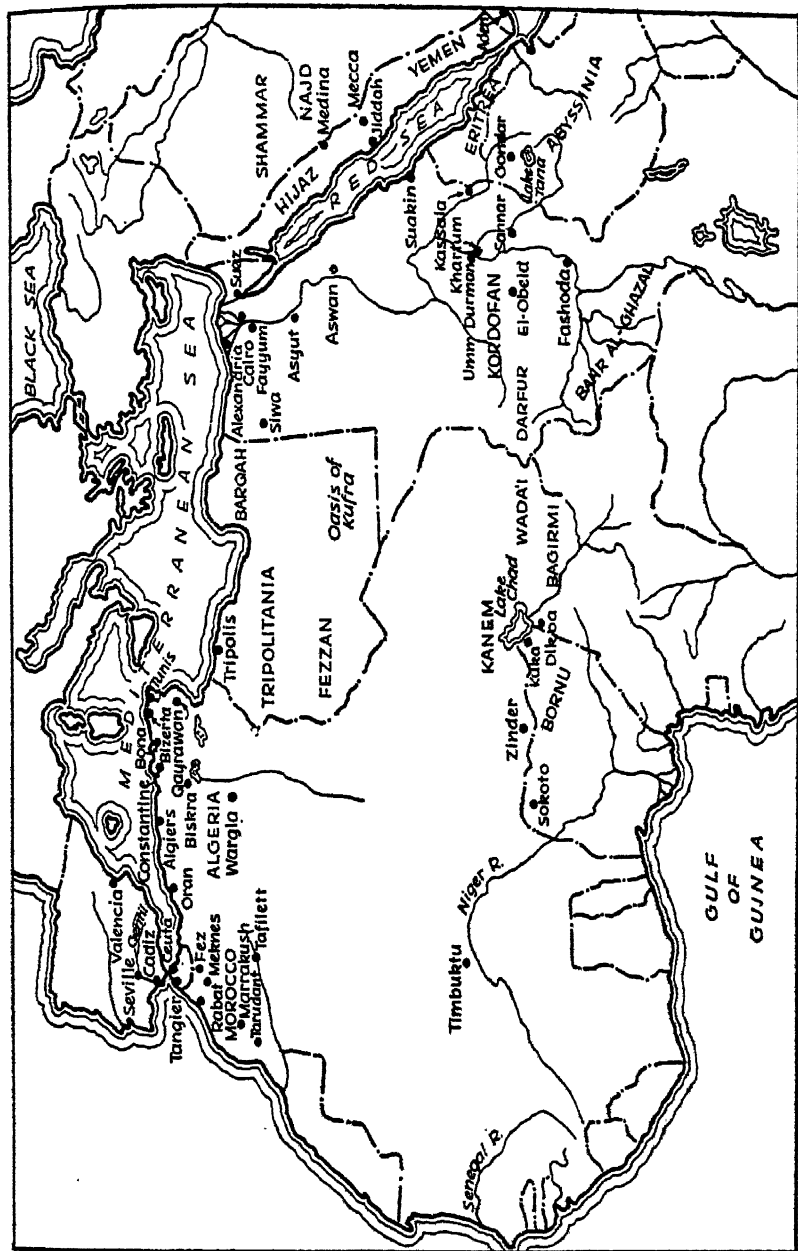 BLACK SEA
MEDITERRANEAN SEA
Valencia
Seville
Cadiz
Ceuta
Tangier
Fez
Rabat
Meknes
MOROCCO
Marrakush
Tarudant
Tafilett
Oran
Algiers
Constantine
Bona
Bizerta
Tunis
Qayrawan
Biskra
ALGERIA
Wargla
Tripolis
TRIPOLITANIA
FEZZAN
BARQAH
Oasis of
Kufra
Alexandria
Cairo
Fayyum
Siwa
Suez
Asyut
Aswan
SHAMMAR
NAJD
HIJAZ
Medina
Mecca
Jiddah
YEMEN
Aden
RED SEA
Suakin
ERITREA
Kassala
Khartum
Umm Durman
KORDOFAN
Sannar
Gondar
Lake
Tana
ABYSSINIA
El-Obeid
DARFUR
Fashoda
BAHR AL-GHAZAL
WADA'I
BAGIRMI
KANEM
Lake
Chad
Kuka
Dikoa
BORNU
Zinder
Sokoto
Niger R.
Timbuktu
Senegal R.
GULF
OF
GUINEA